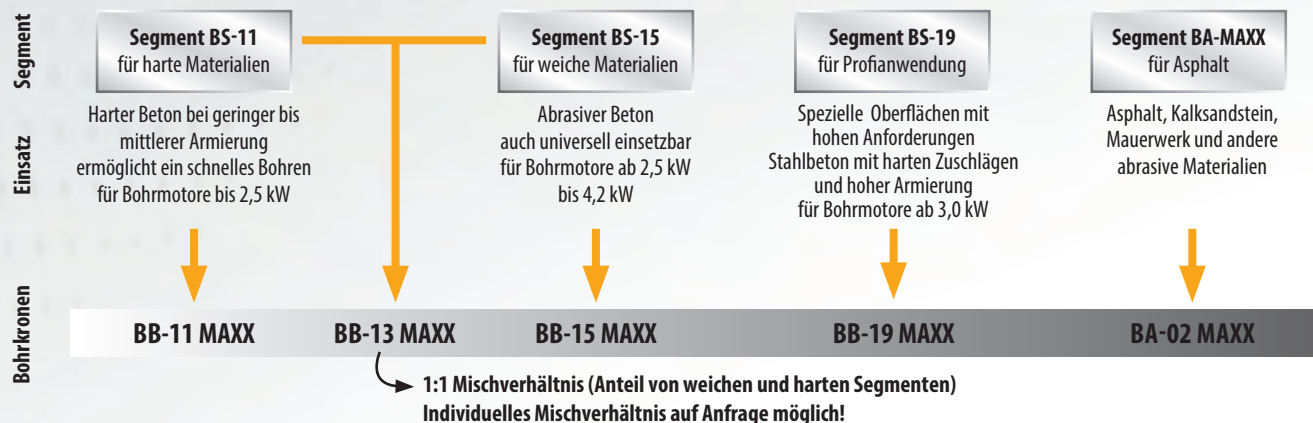 Segment
Segment BS-11
für harte Materialien
Segment BS-15
für weiche Materialien
Segment BS-19
für Profianwendung
Segment BA-MAXX
für Asphalt
Einsatz
Harter Beton bei geringer bis
mittlerer Armierung
ermöglicht ein schnelles Bohren
für Bohrmotore bis 2,5 kW
Abrasiver Beton
auch universell einsetzbar
für Bohrmotore ab 2,5 kW
bis 4,2 kW
Spezielle Oberflächen mit
hohen Anforderungen
Stahlbeton mit harten Zuschlägen
und hoher Armierung
für Bohrmotore ab 3,0 kW
Asphalt, Kalksandstein,
Mauerwerk und andere
abrasive Materialien
Bohrkronen
BB-11 MAXX
BB-13 MAXX
BB-15 MAXX
BB-19 MAXX
BA-02 MAXX
1:1 Mischverhältnis (Anteil von weichen und harten Segmenten)
Individuelles Mischverhältnis auf Anfrage möglich!